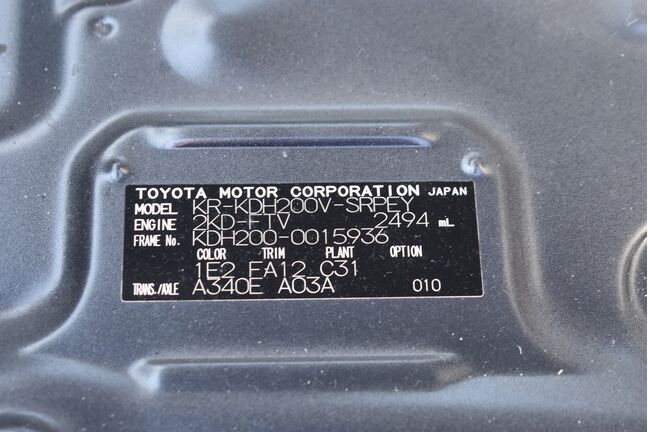 TOYOTA MOTOR CORPORATION JAPAN
MODEL KR-KDH200V-SRPEY
ENGINE 2KD-FTV 2494 mL
FRAME No. KDH200-0015936
COLOR TRIM PLANT OPTION
1E2 FA12 C31
TRANS./AXLE A340E A03A 010